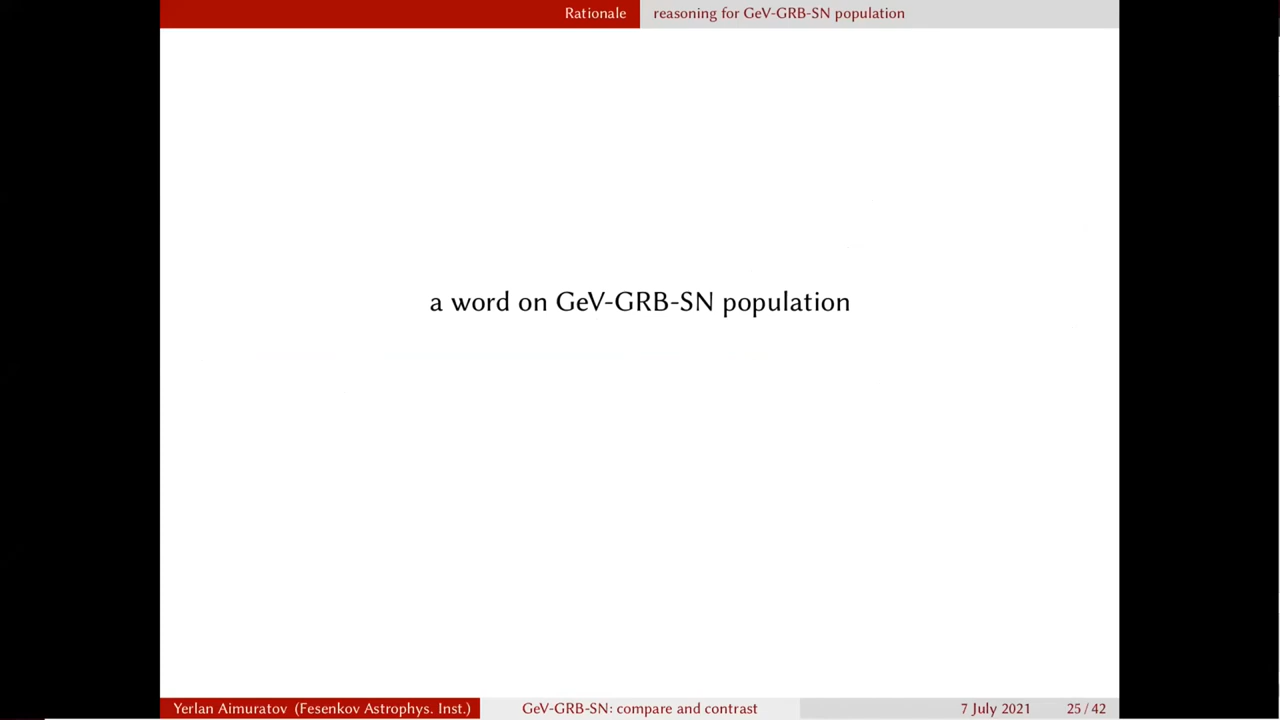 Rationale
reasoning for GeV-GRB-SN population
a word on GeV-GRB-SN population
Yerlan Aimuratov (Fesenkov Astrophys. Inst.)
GeV-GRB-SN: compare and contrast
7 July 2021
25 / 42